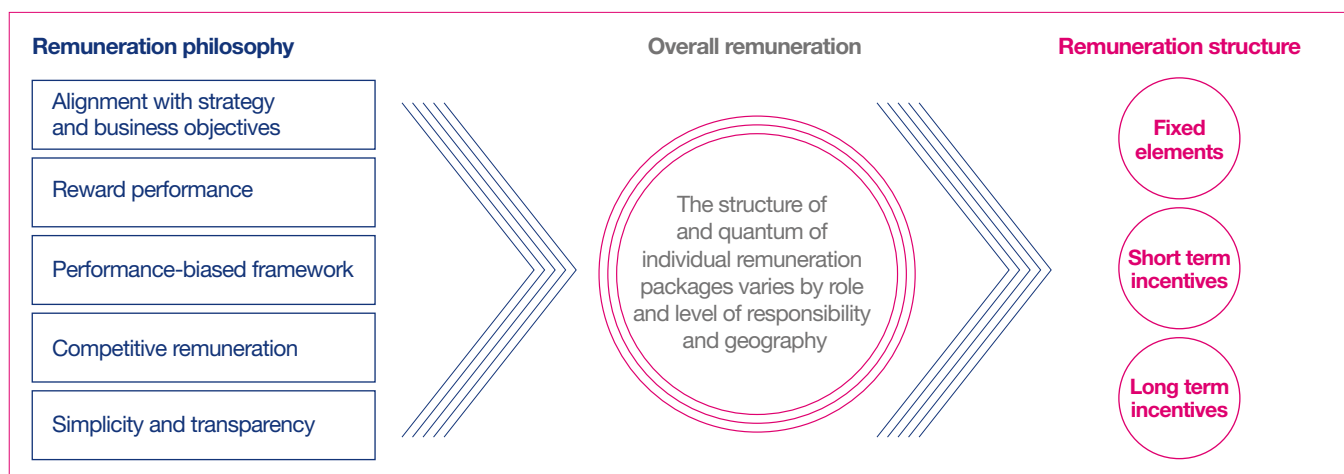 Remuneration philosophy
Alignment with strategy
and business objectives
Reward performance
Performance-biased framework
Competitive remuneration
Simplicity and transparency
Overall remuneration
The structure of
and quantum of
individual remuneration
packages varies by role
and level of responsibility
and geography
Remuneration structure
Fixed
elements
Short term
incentives
Long term
incentives